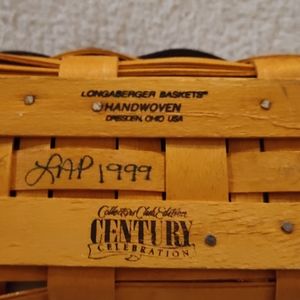 LONGABERGER BASKETS®
HANDWOVEN
DRESDEN, OHIO USA
LAP 1999
Collectors Club Edition
CENTURY
CELEBRATION